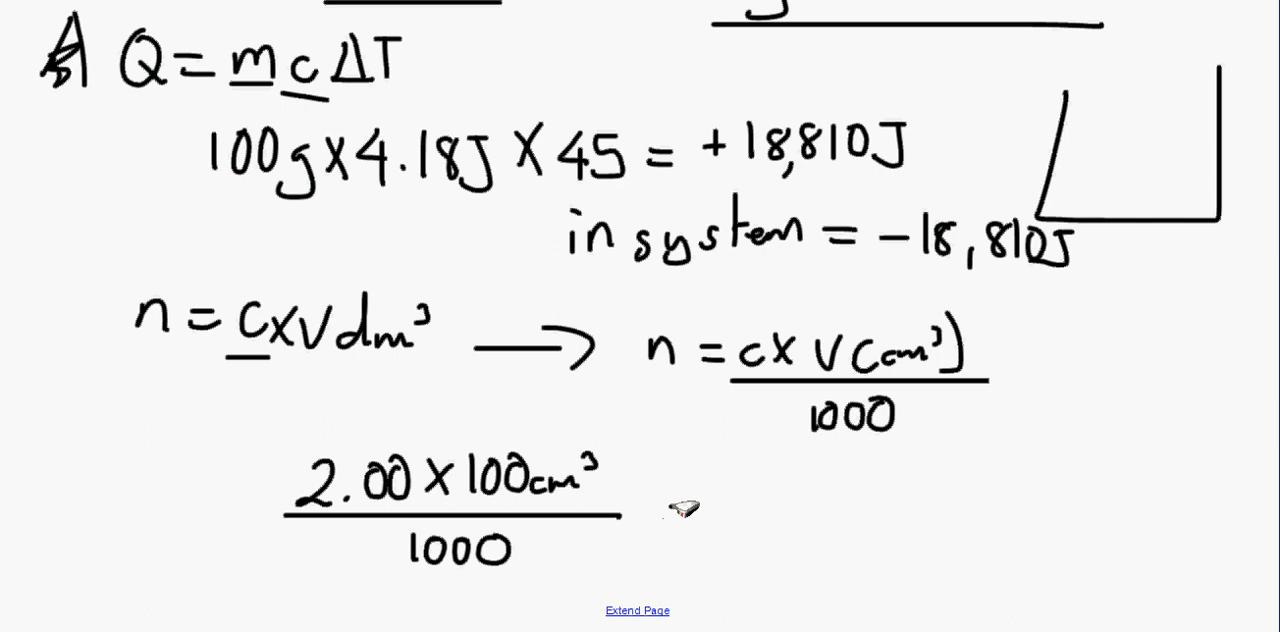 Q = mcΔT
100g x 4.18J x 45 = + 18,810J
in system = - 18,810J
n = c x V dm³ → n = c x V (cm³)
1000
2.00 x 100cm³
1000
Extend Page